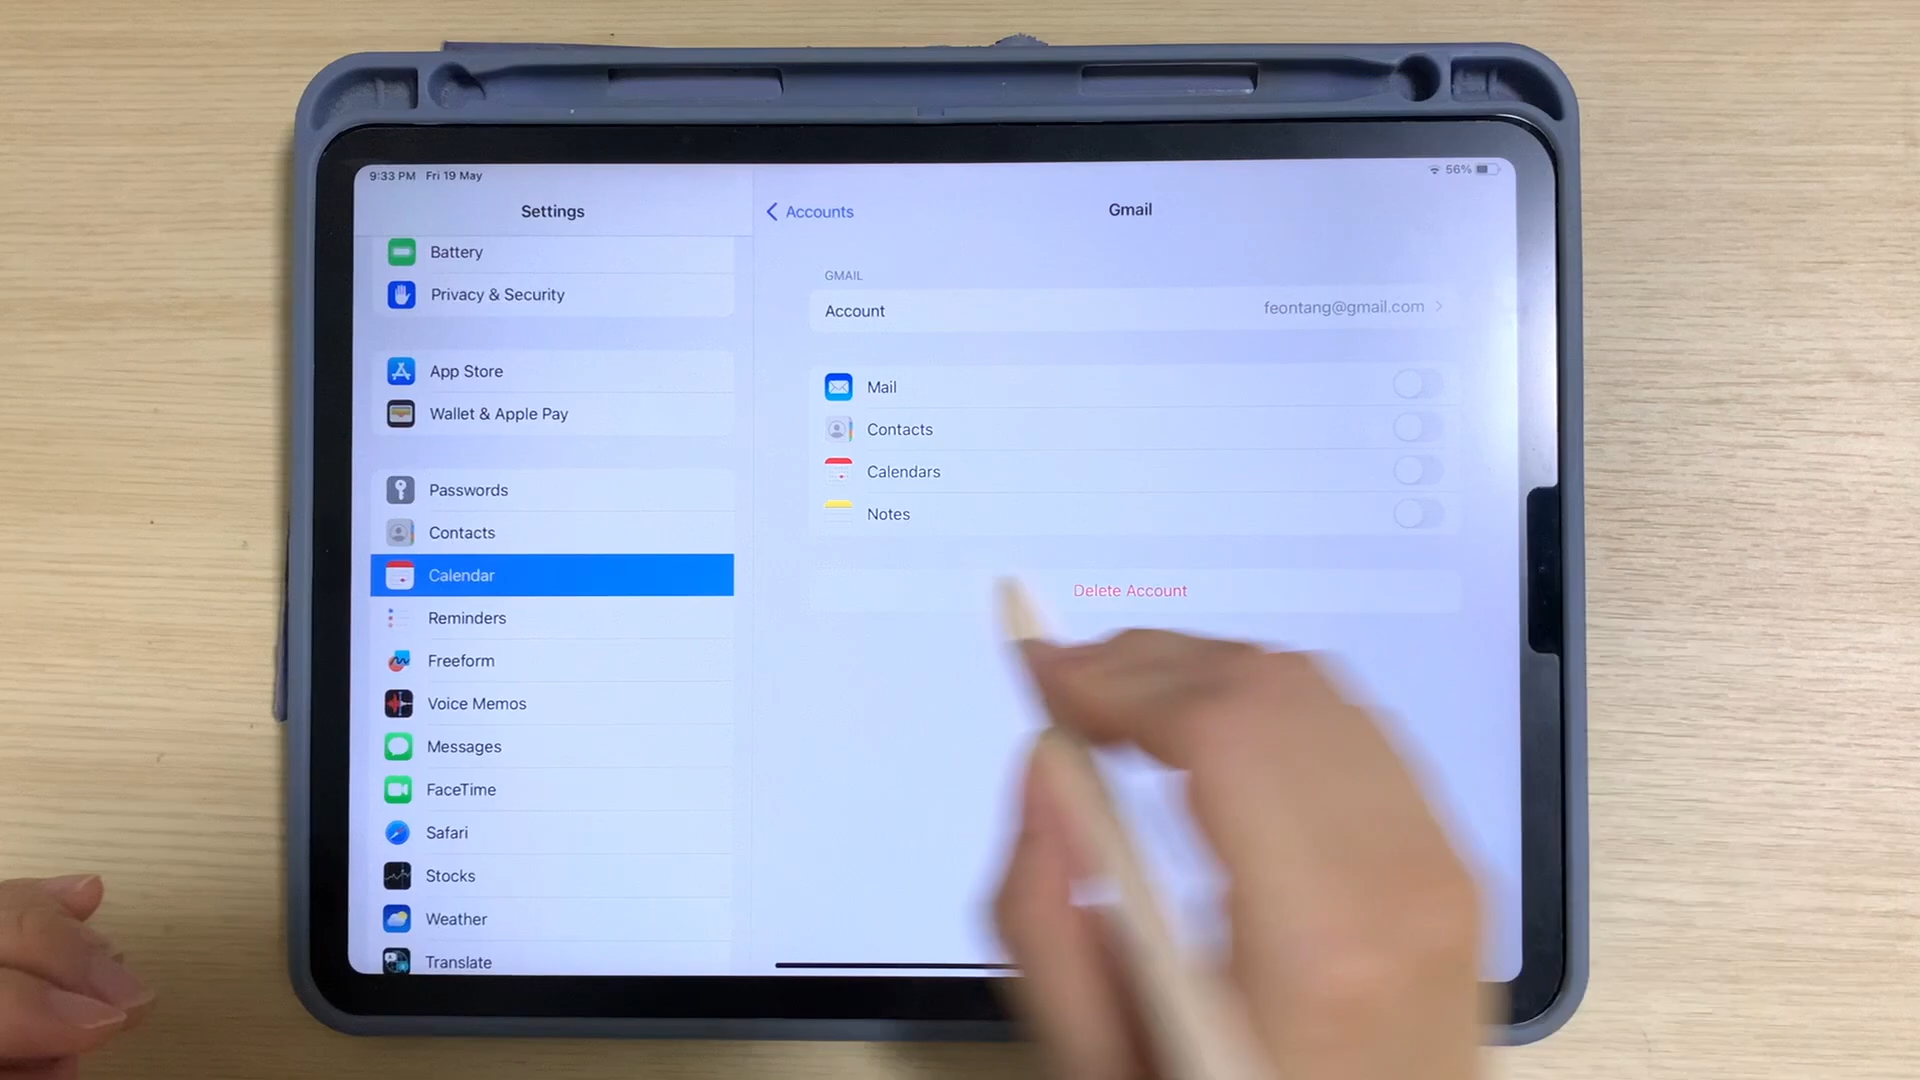 9:33 PM Fri 19 May
56%
Settings
Battery
Privacy & Security
App Store
Wallet & Apple Pay
Passwords
Contacts
Calendar
Reminders
Freeform
Voice Memos
Messages
FaceTime
Safari
Stocks
Weather
Translate
Accounts
Gmail
GMAIL
Account feontang@gmail.com
Mail
Contacts
Calendars
Notes
Delete Account